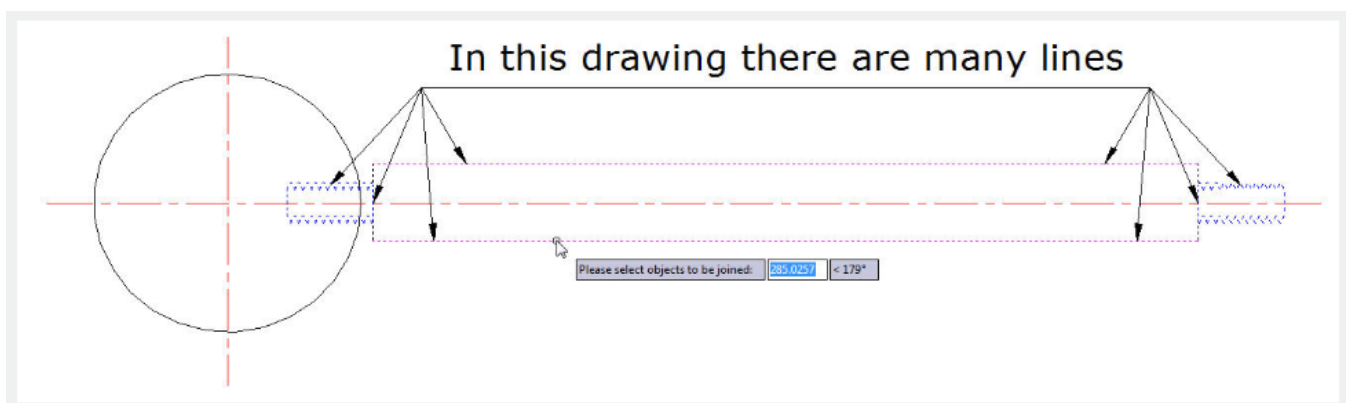 In this drawing there are many lines
Please select objects to be joined: 285.0257 < 179°